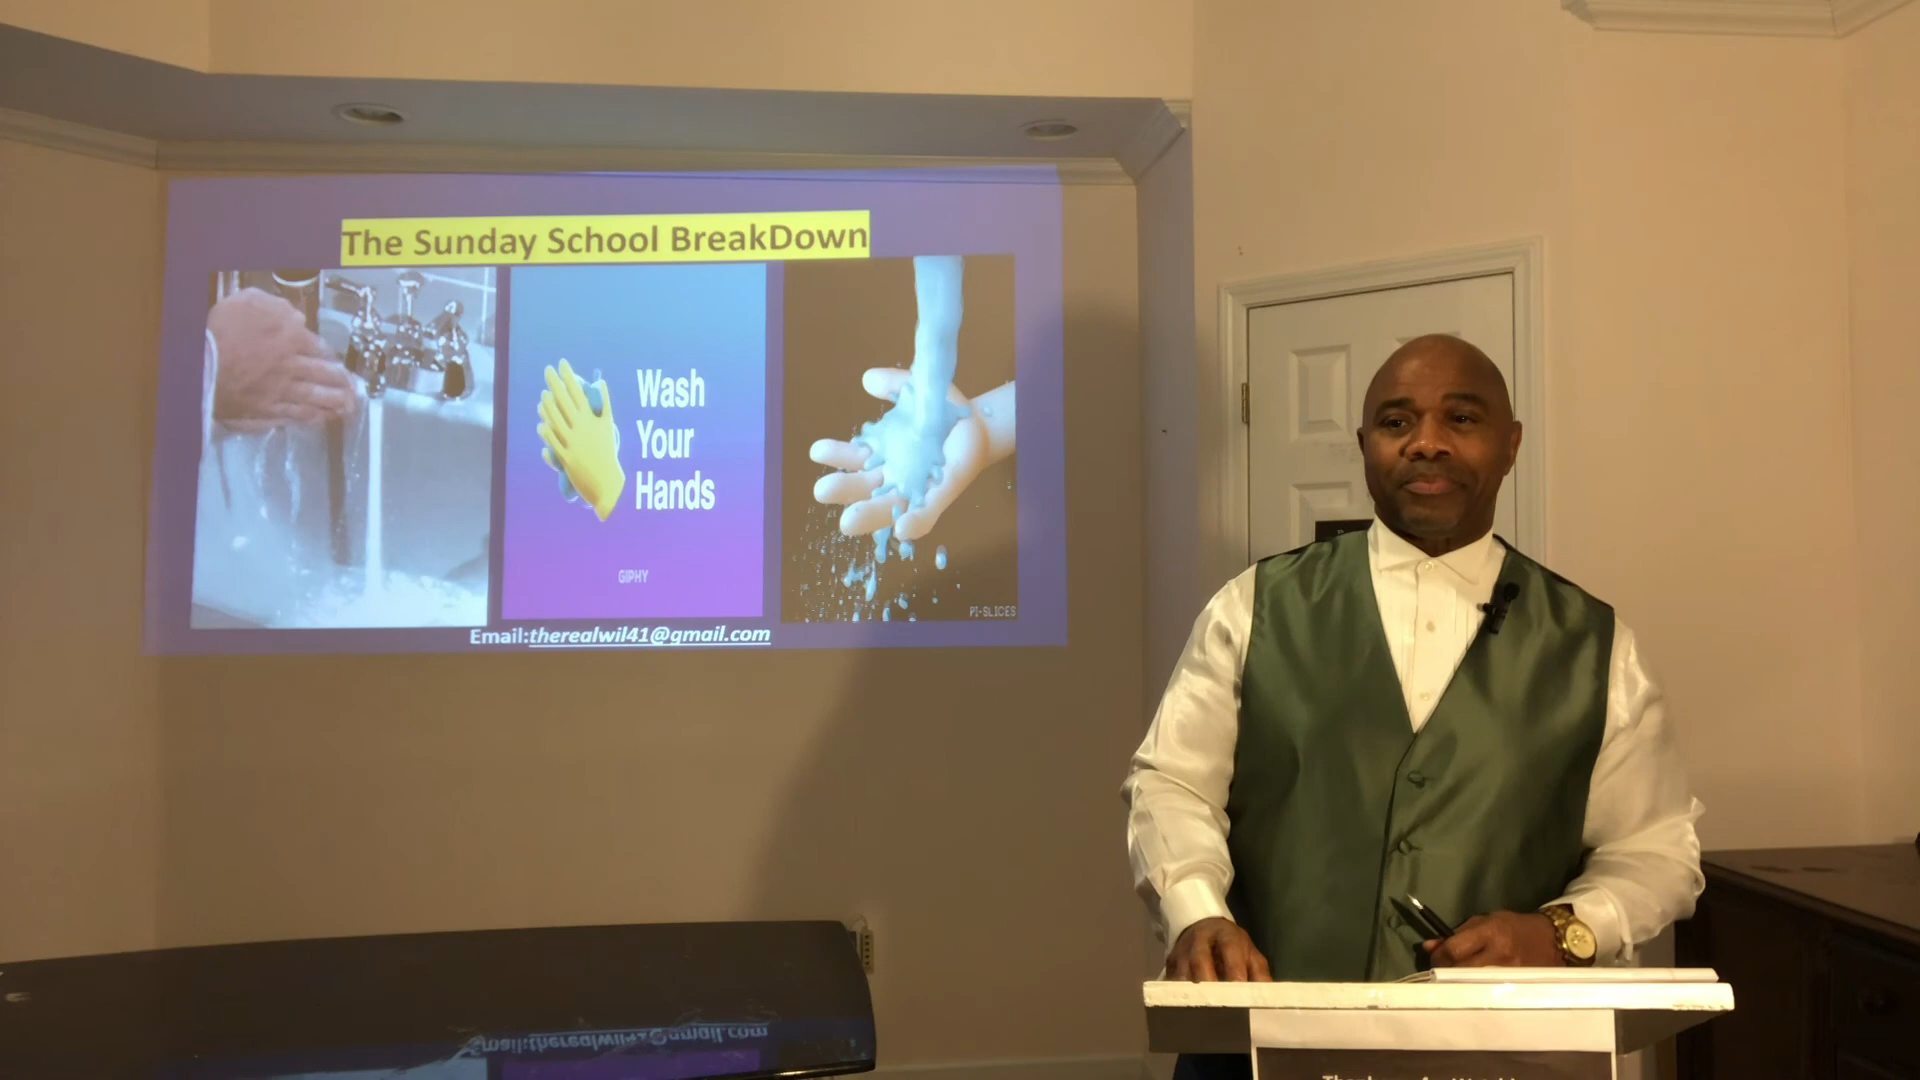 The Sunday School BreakDown
Wash
Your
Hands
GIPHY
PI-SLICES
Email:therealwil41@gmail.com